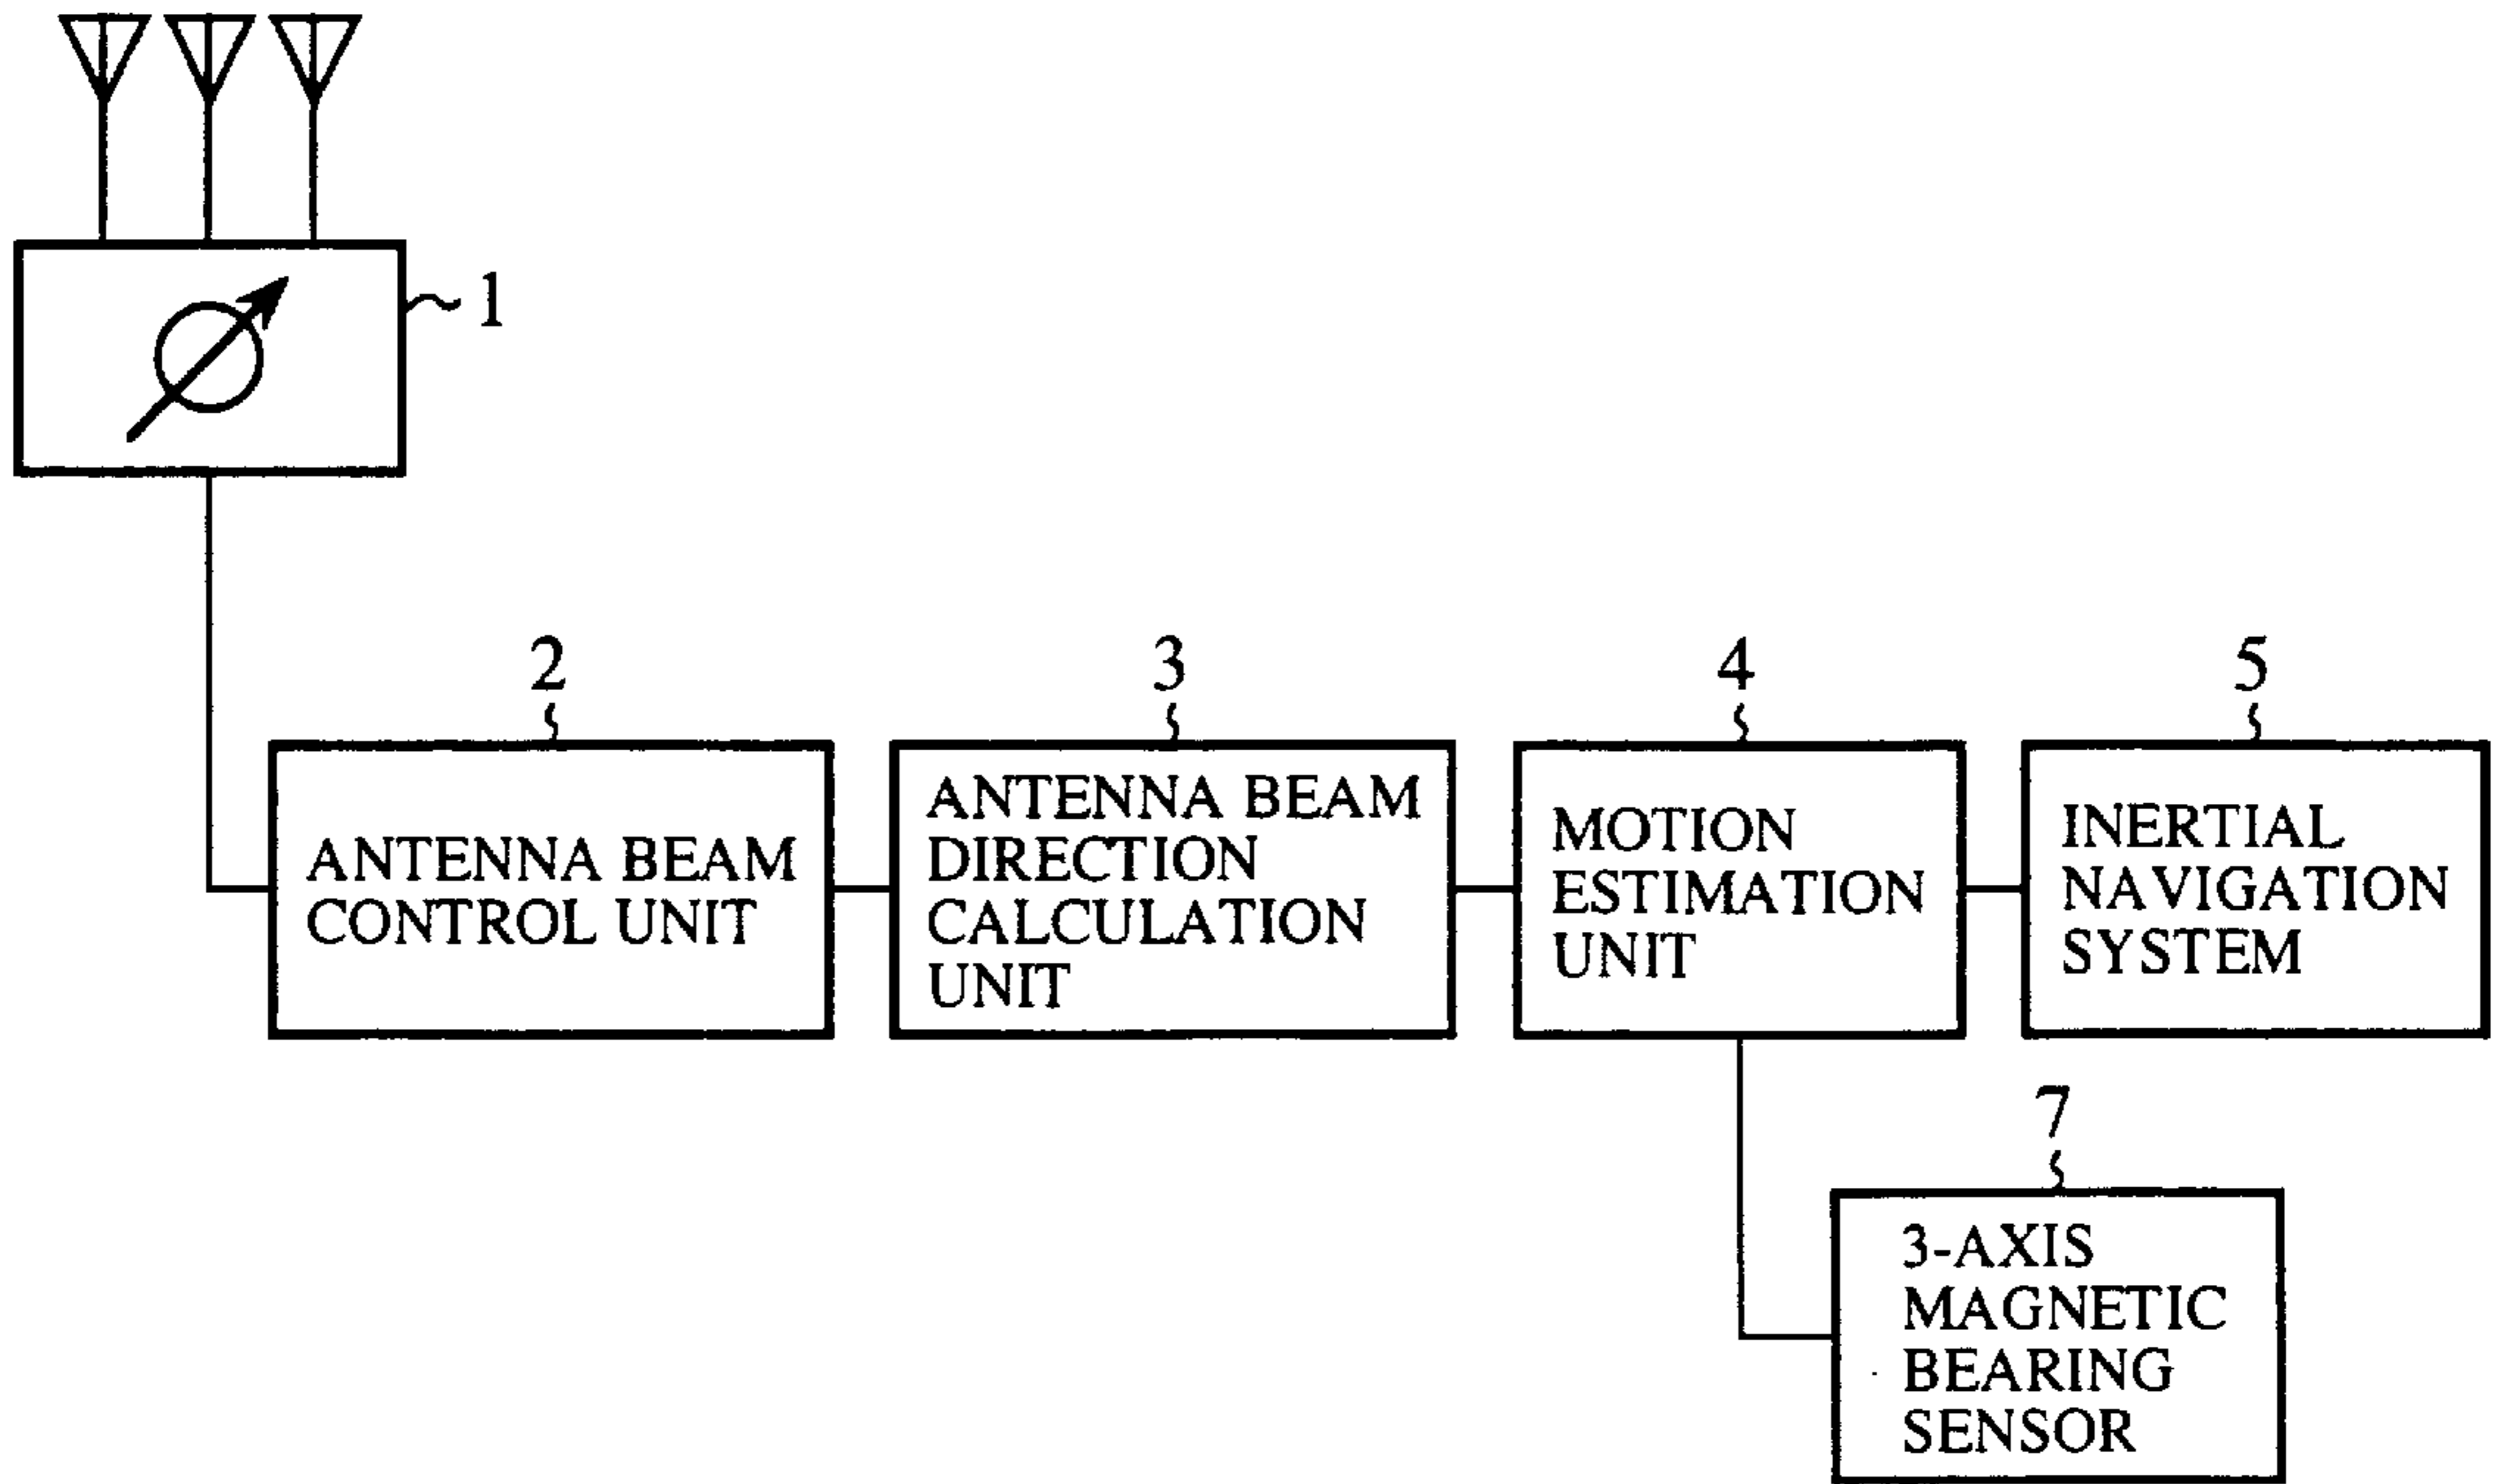 1
2
3
4
5
ANTENNA BEAM
CONTROL UNIT
ANTENNA BEAM
DIRECTION
CALCULATION
UNIT
MOTION
ESTIMATION
UNIT
INERTIAL
NAVIGATION
SYSTEM
7
3-AXIS
MAGNETIC
BEARING
SENSOR